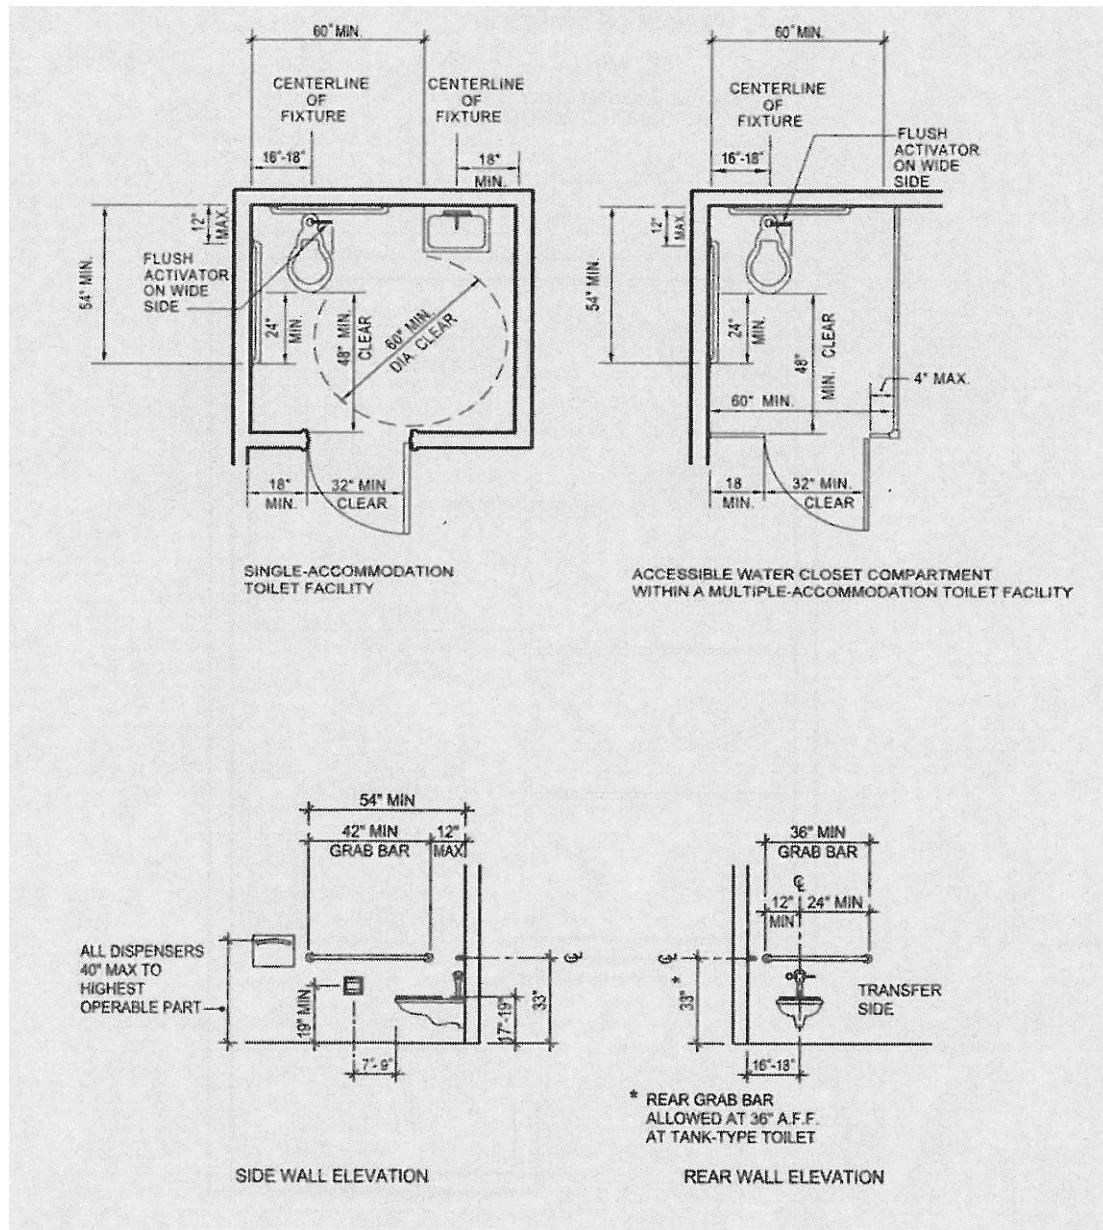 60" MIN.
CENTERLINE
OF
FIXTURE
CENTERLINE
OF
FIXTURE
16"-18"
18"
MIN.
12"
MAX.
54" MIN.
FLUSH
ACTIVATOR
ON WIDE
SIDE
24"
MIN.
48" MIN.
CLEAR
60" MIN.
DIA. CLEAR
18"
MIN.
32" MIN.
CLEAR
SINGLE-ACCOMMODATION
TOILET FACILITY
60" MIN.
CENTERLINE
OF
FIXTURE
FLUSH
ACTIVATOR
ON WIDE
SIDE
16"-18"
12"
MAX.
54" MIN.
24"
MIN.
48"
MIN. CLEAR
4" MAX.
60" MIN.
18
MIN.
32" MIN.
CLEAR
ACCESSIBLE WATER CLOSET COMPARTMENT
WITHIN A MULTIPLE-ACCOMMODATION TOILET FACILITY
54" MIN
42" MIN
GRAB BAR
12"
MAX
ALL DISPENSERS
40" MAX TO
HIGHEST
OPERABLE PART
19" MIN
7"-9"
17"-19"
33"
CL
SIDE WALL ELEVATION
36" MIN
GRAB BAR
CL
12"
MIN
24" MIN
CL
33" *
TRANSFER
SIDE
16"-18"
* REAR GRAB BAR
ALLOWED AT 36" A.F.F.
AT TANK-TYPE TOILET
REAR WALL ELEVATION